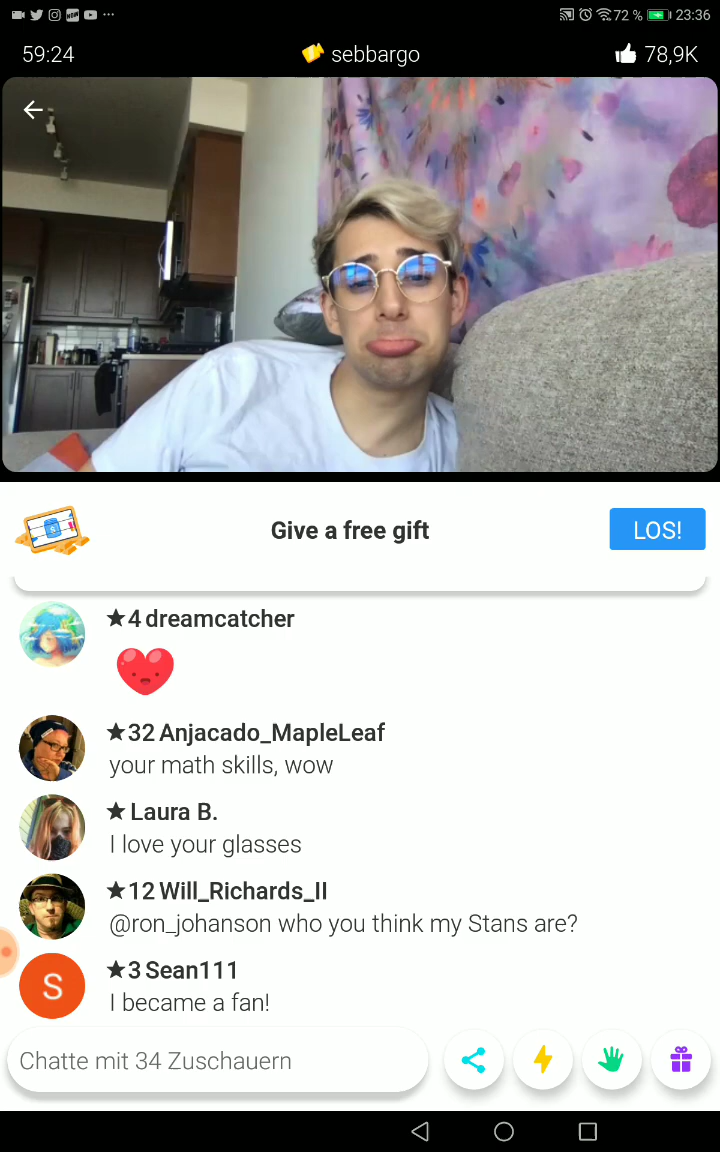 72 % 23:36
59:24 sebbargo 78,9K
Give a free gift LOS!
★4 dreamcatcher
★32 Anjacado_MapleLeaf
your math skills, wow
★ Laura B.
I love your glasses
★12 Will_Richards_II
@ron_johanson who you think my Stans are?
S ★3 Sean111
I became a fan!
Chatte mit 34 Zuschauern